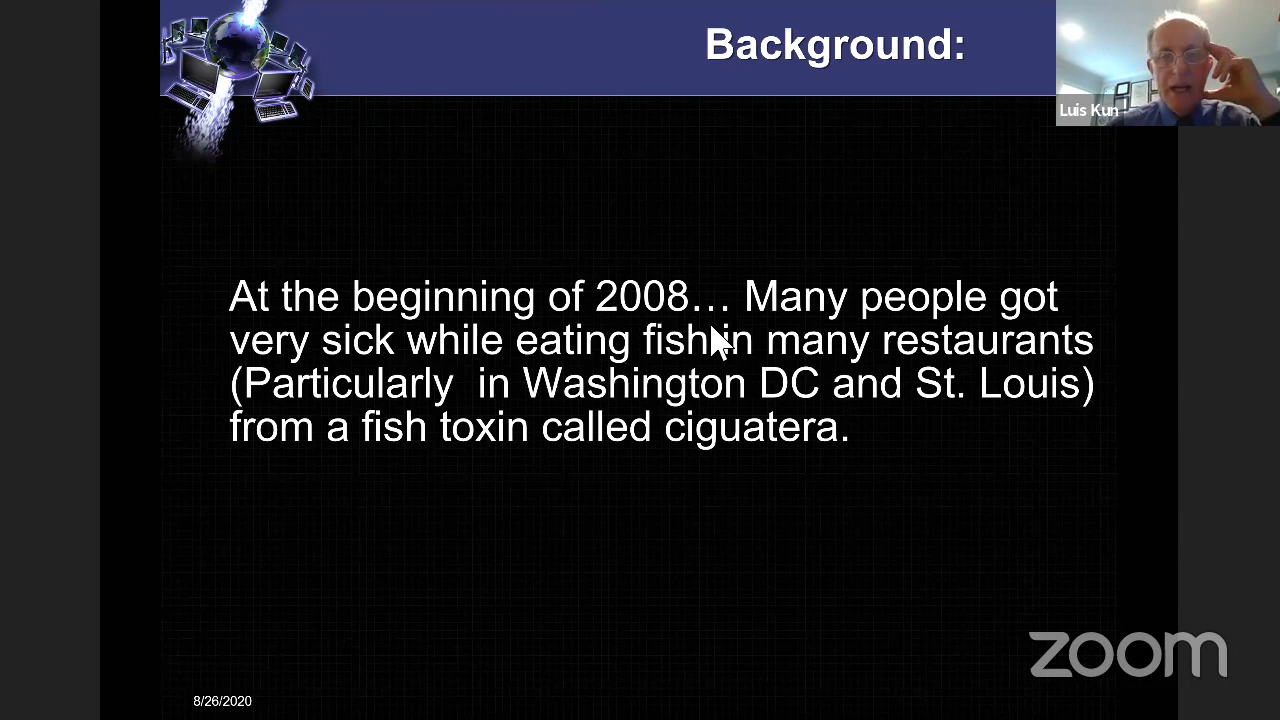 Background:
Luis Kun
At the beginning of 2008… Many people got
very sick while eating fish in many restaurants
(Particularly  in Washington DC and St. Louis)
from a fish toxin called ciguatera.
zoom
8/26/2020